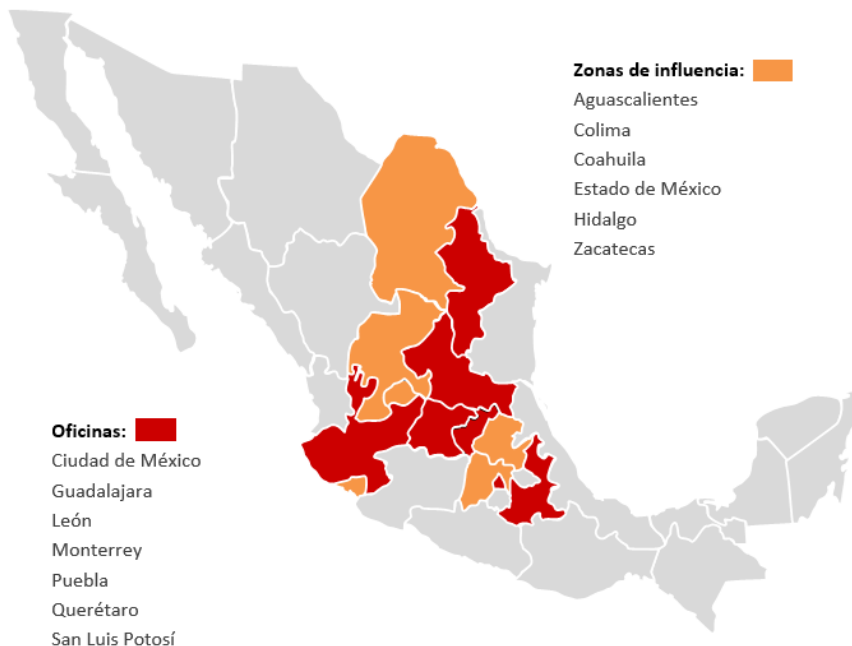 Zonas de influencia:
Aguascalientes
Colima
Coahuila
Estado de México
Hidalgo
Zacatecas
Oficinas:
Ciudad de México
Guadalajara
León
Monterrey
Puebla
Querétaro
San Luis Potosí